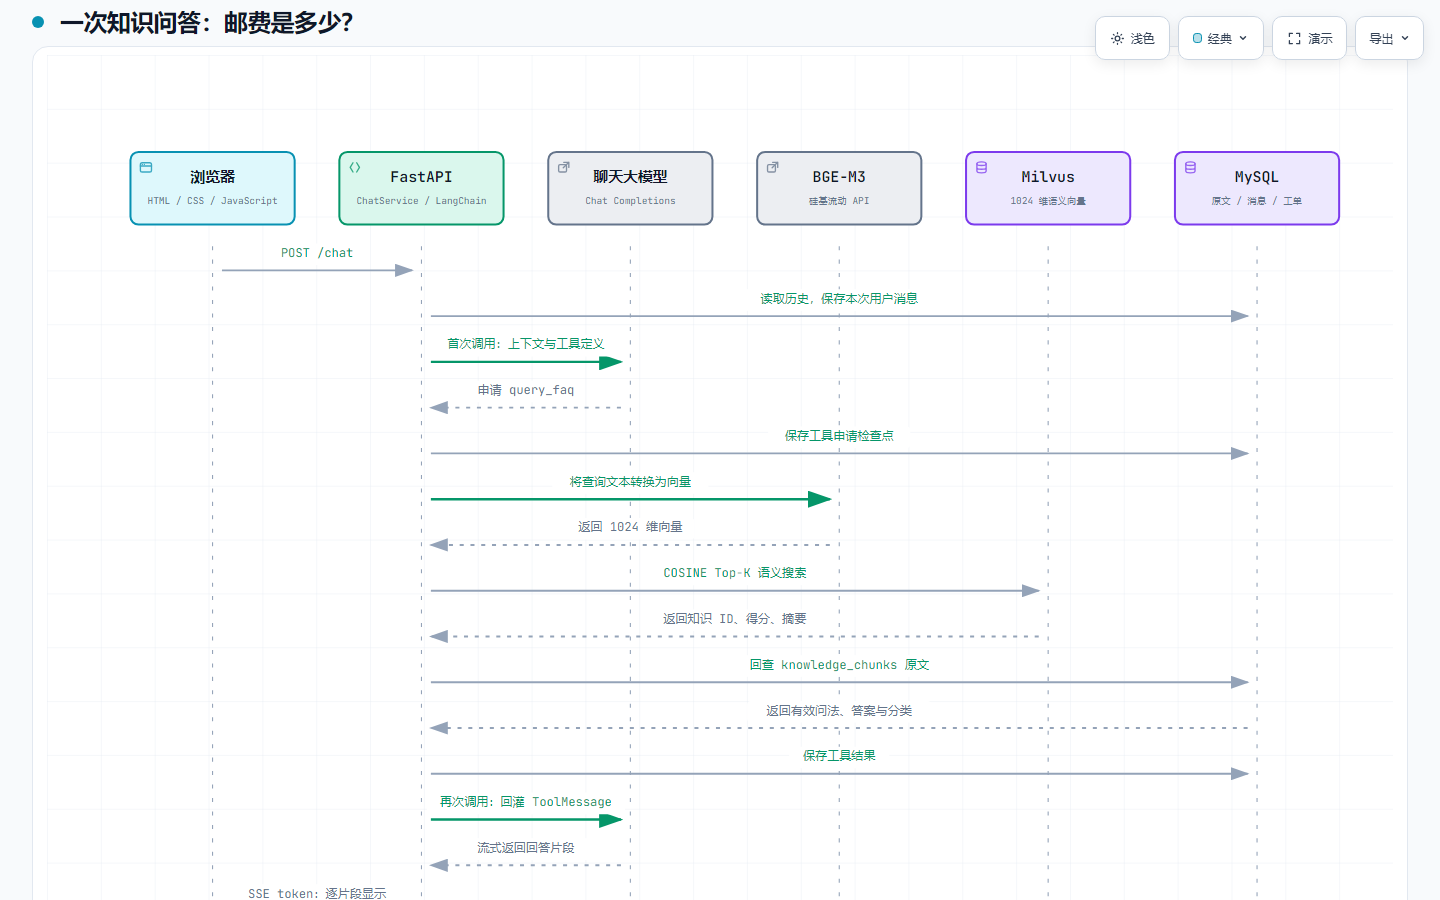 一次知识问答：邮费是多少？
浅色
经典
演示
导出
浏览器
HTML / CSS / JavaScript
FastAPI
ChatService / LangChain
聊天大模型
Chat Completions
BGE-M3
硅基流动 API
Milvus
1024 维语义向量
MySQL
原文 / 消息 / 工单
POST /chat
读取历史，保存本次用户消息
首次调用：上下文与工具定义
申请 query_faq
保存工具申请检查点
将查询文本转换为向量
返回 1024 维向量
COSINE Top-K 语义搜索
返回知识 ID、得分、摘要
回查 knowledge_chunks 原文
返回有效问法、答案与分类
保存工具结果
再次调用：回灌 ToolMessage
流式返回回答片段
SSE token：逐片段显示